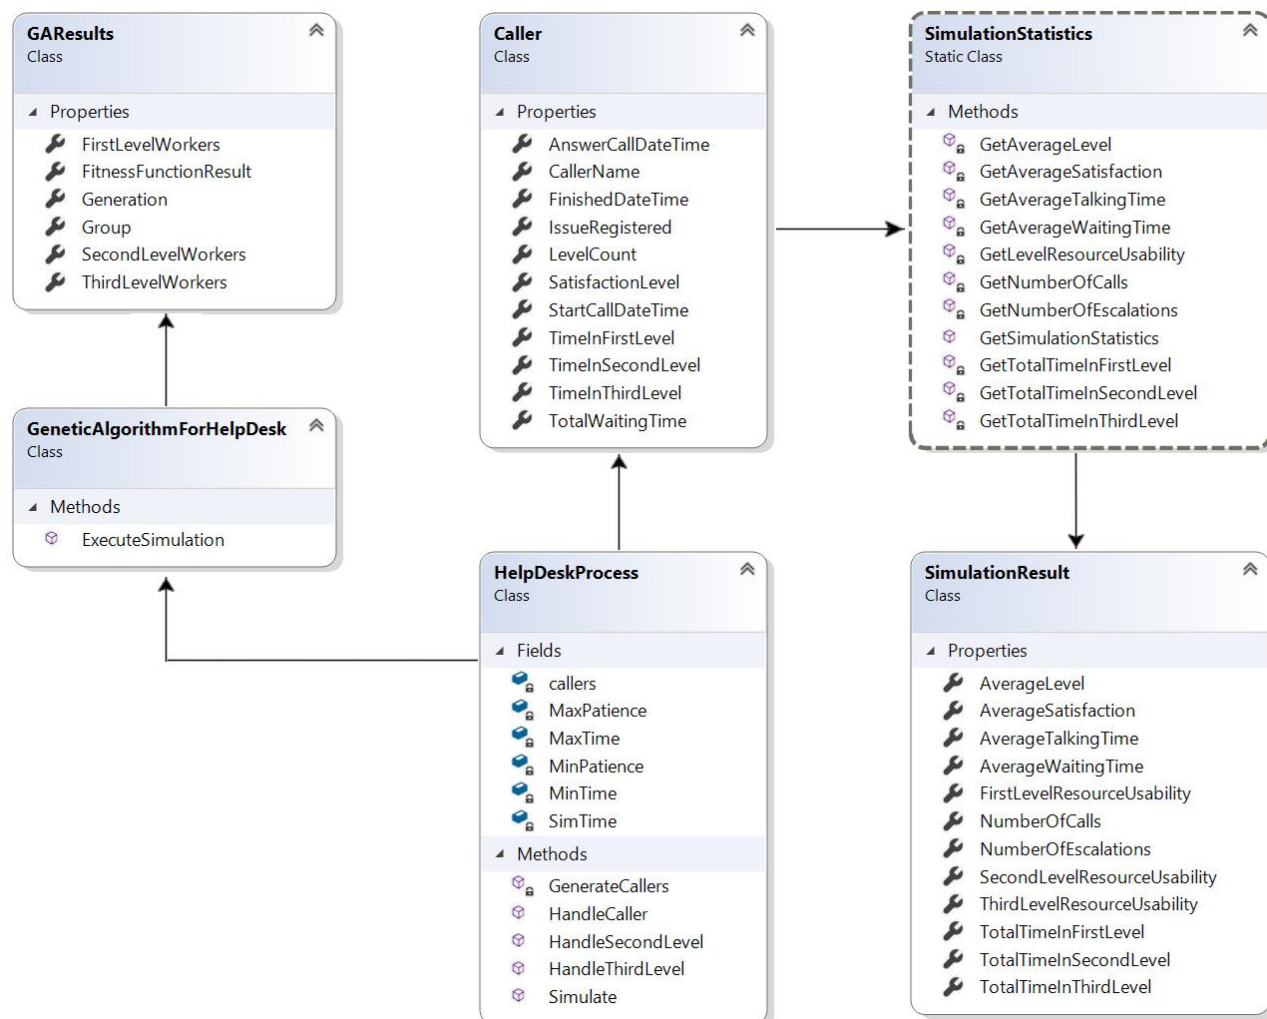 GAResults
Class
Properties
FirstLevelWorkers
FitnessFunctionResult
Generation
Group
SecondLevelWorkers
ThirdLevelWorkers
Caller
Class
Properties
AnswerCallDateTime
CallerName
FinishedDateTime
IssueRegistered
LevelCount
SatisfactionLevel
StartCallDateTime
TimeInFirstLevel
TimeInSecondLevel
TimeInThirdLevel
TotalWaitingTime
SimulationStatistics
Static Class
Methods
GetAverageLevel
GetAverageSatisfaction
GetAverageTalkingTime
GetAverageWaitingTime
GetLevelResourceUsability
GetNumberOfCalls
GetNumberOfEscalations
GetSimulationStatistics
GetTotalTimeInFirstLevel
GetTotalTimeInSecondLevel
GetTotalTimeInThirdLevel
GeneticAlgorithmForHelpDesk
Class
Methods
ExecuteSimulation
HelpDeskProcess
Class
Fields
callers
MaxPatience
MaxTime
MinPatience
MinTime
SimTime
Methods
GenerateCallers
HandleCaller
HandleSecondLevel
HandleThirdLevel
Simulate
SimulationResult
Class
Properties
AverageLevel
AverageSatisfaction
AverageTalkingTime
AverageWaitingTime
FirstLevelResourceUsability
NumberOfCalls
NumberOfEscalations
SecondLevelResourceUsability
ThirdLevelResourceUsability
TotalTimeInFirstLevel
TotalTimeInSecondLevel
TotalTimeInThirdLevel